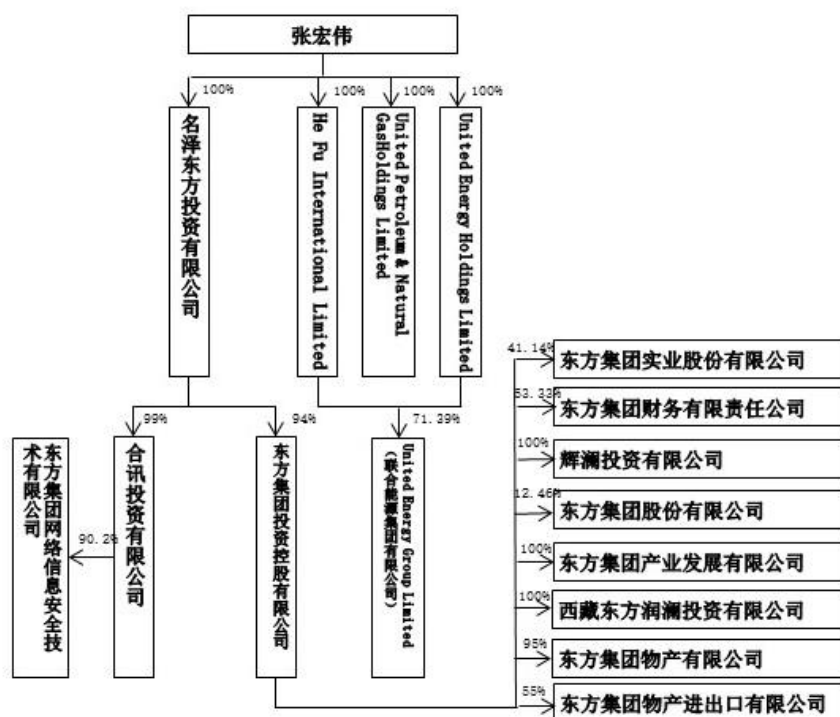 张宏伟
100%
100%
100%
100%
名泽东方投资有限公司
He Fu International Limited
United Petroleum & Natural
GasHoldings Limited
United Energy Holdings Limited
99%
94%
71.39%
东方集团网络信息安全技
术有限公司
90.2%
合讯投资有限公司
东方集团投资控股有限公司
United Energy Group Limited
（联合能源集团有限公司）
41.14%
东方集团实业股份有限公司
53.33%
东方集团财务有限责任公司
100%
辉澜投资有限公司
12.46%
东方集团股份有限公司
100%
东方集团产业发展有限公司
100%
西藏东方润澜投资有限公司
95%
东方集团物产有限公司
55%
东方集团物产进出口有限公司